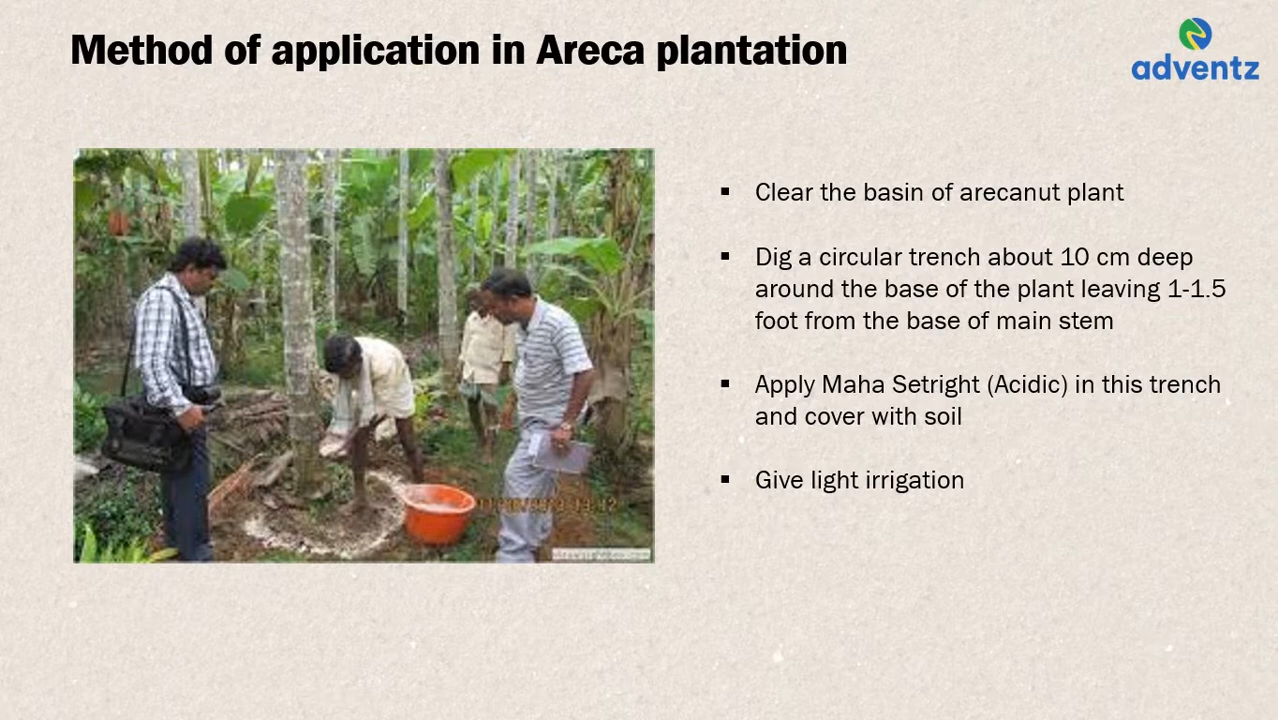 Method of application in Areca plantation
adventz
▪ Clear the basin of arecanut plant
▪ Dig a circular trench about 10 cm deep
around the base of the plant leaving 1-1.5
foot from the base of main stem
▪ Apply Maha Setright (Acidic) in this trench
and cover with soil
▪ Give light irrigation